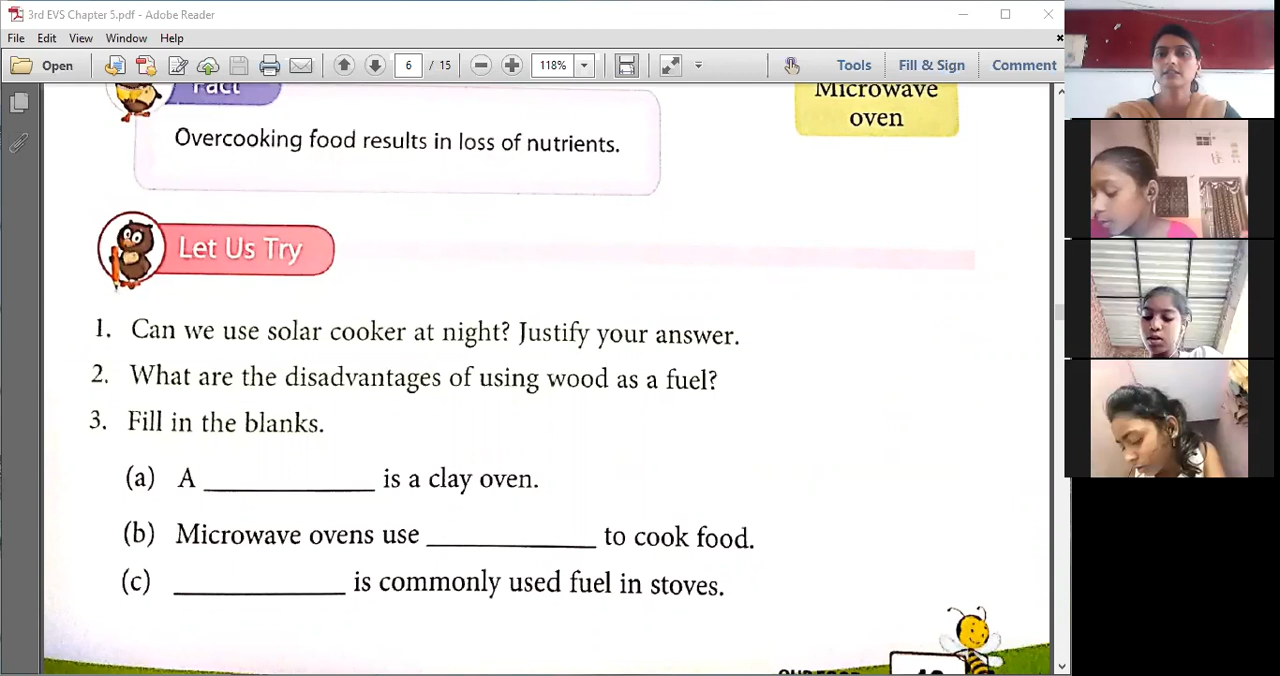 3rd EVS Chapter 5.pdf - Adobe Reader
File Edit View Window Help
Open 6 / 15 118% Tools Fill & Sign Comment
Fact
Microwave
oven
Overcooking food results in loss of nutrients.
Let Us Try
1. Can we use solar cooker at night? Justify your answer.
2. What are the disadvantages of using wood as a fuel?
3. Fill in the blanks.
(a) A ____________ is a clay oven.
(b) Microwave ovens use ____________ to cook food.
(c) ____________ is commonly used fuel in stoves.